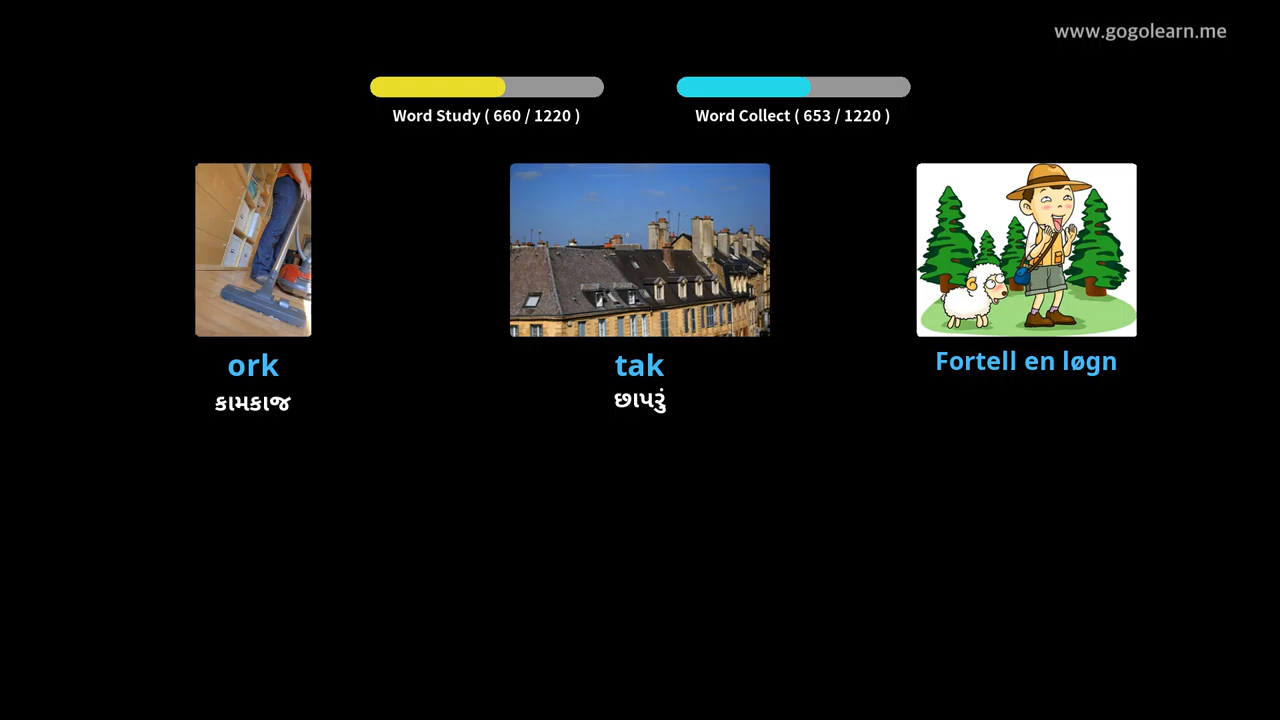 www.gogolearn.me
Word Study ( 660 / 1220 )
Word Collect ( 653 / 1220 )
ork
tak
Fortell en løgn
કામકાજ
છાપરું